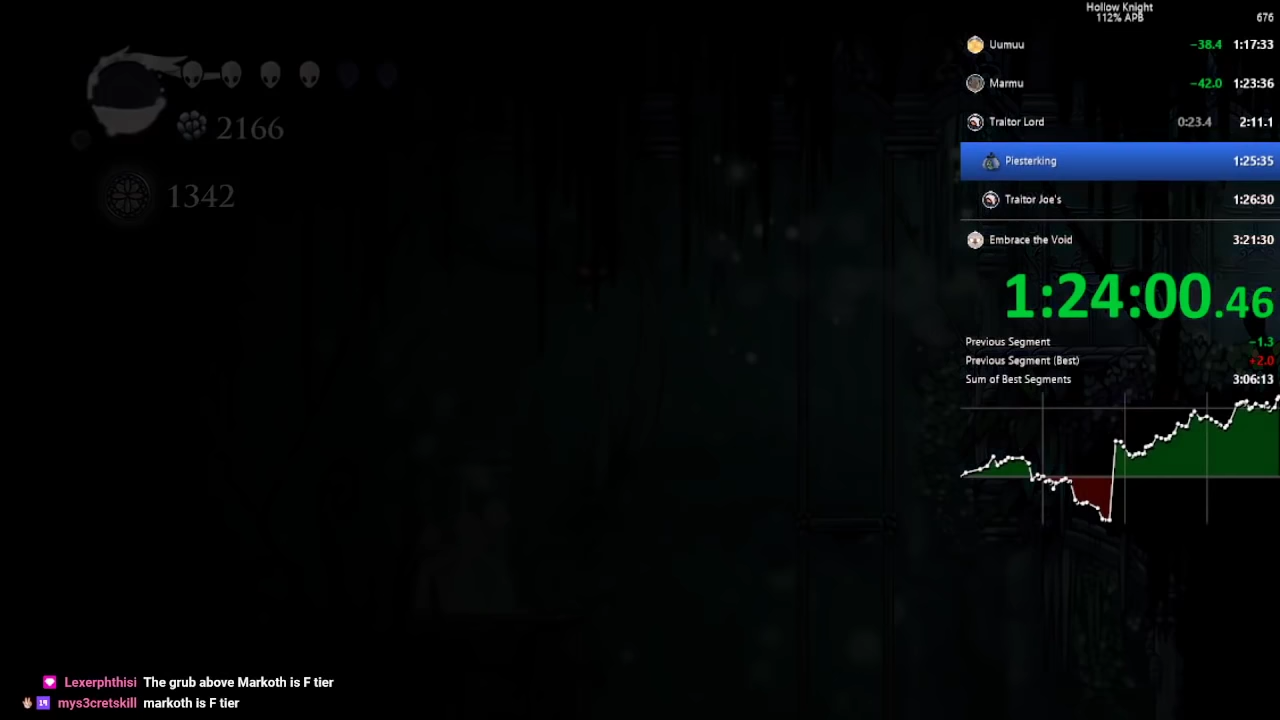 Hollow Knight
112% APB
676
Uumuu −38.4 1:17:33
Marmu −42.0 1:23:36
Traitor Lord 0:23.4 2:11.1
Piesterking 1:25:35
Traitor Joe's 1:26:30
Embrace the Void 3:21:30
1:24:00.46
Previous Segment −1.3
Previous Segment (Best) +2.0
Sum of Best Segments 3:06:13
2166
1342
Lexerphthisi The grub above Markoth is F tier
mys3cretskill markoth is F tier